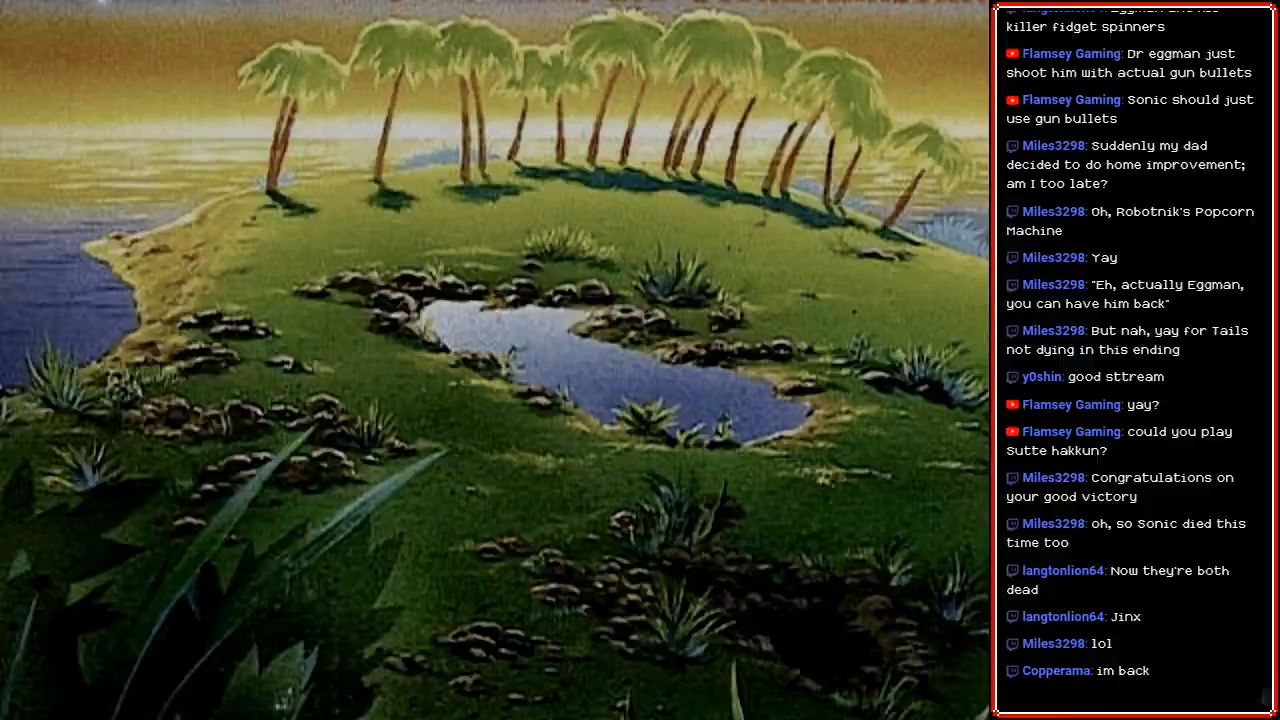 killer fidget spinners
Flamsey Gaming: Dr eggman just
shoot him with actual gun bullets
Flamsey Gaming: Sonic should just
use gun bullets
Miles3298: Suddenly my dad
decided to do home improvement;
am I too late?
Miles3298: Oh, Robotnik's Popcorn
Machine
Miles3298: Yay
Miles3298: "Eh, actually Eggman,
you can have him back"
Miles3298: But nah, yay for Tails
not dying in this ending
y0shin: good sttream
Flamsey Gaming: yay?
Flamsey Gaming: could you play
Sutte hakkun?
Miles3298: Congratulations on
your good victory
Miles3298: oh, so Sonic died this
time too
langtonlion64: Now they're both
dead
langtonlion64: Jinx
Miles3298: lol
Copperama: im back